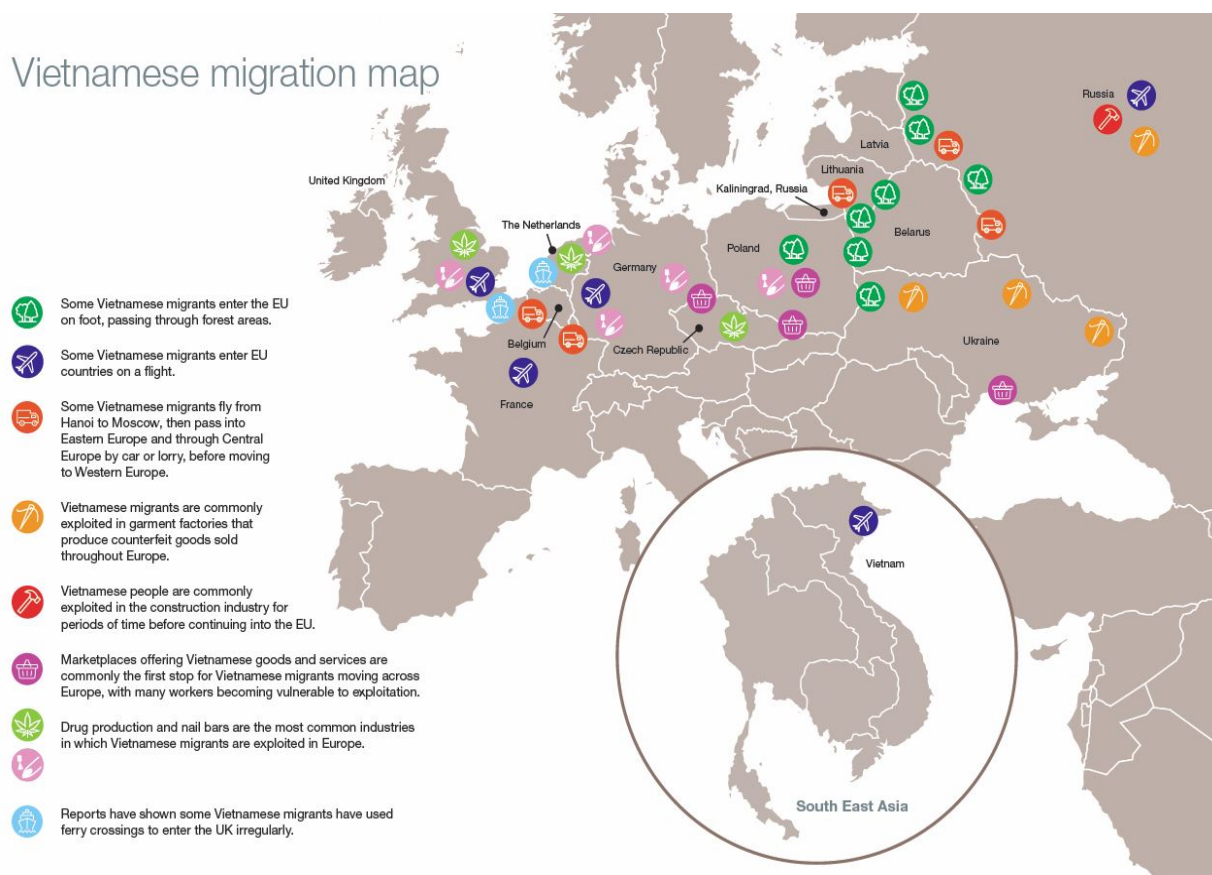 Vietnamese migration map
Russia
Latvia
Lithuania
United Kingdom
Kaliningrad, Russia
The Netherlands
Belarus
Poland
Germany
Some Vietnamese migrants enter the EU
on foot, passing through forest areas.
Ukraine
Belgium
Czech Republic
Some Vietnamese migrants enter EU
countries on a flight.
France
Some Vietnamese migrants fly from
Hanoi to Moscow, then pass into
Eastern Europe and through Central
Europe by car or lorry, before moving
to Western Europe.
Vietnamese migrants are commonly
exploited in garment factories that
produce counterfeit goods sold
throughout Europe.
Vietnam
Vietnamese people are commonly
exploited in the construction industry for
periods of time before continuing into the EU.
Marketplaces offering Vietnamese goods and services are
commonly the first stop for Vietnamese migrants moving across
Europe, with many workers becoming vulnerable to exploitation.
Drug production and nail bars are the most common industries
in which Vietnamese migrants are exploited in Europe.
Reports have shown some Vietnamese migrants have used
ferry crossings to enter the UK irregularly.
South East Asia